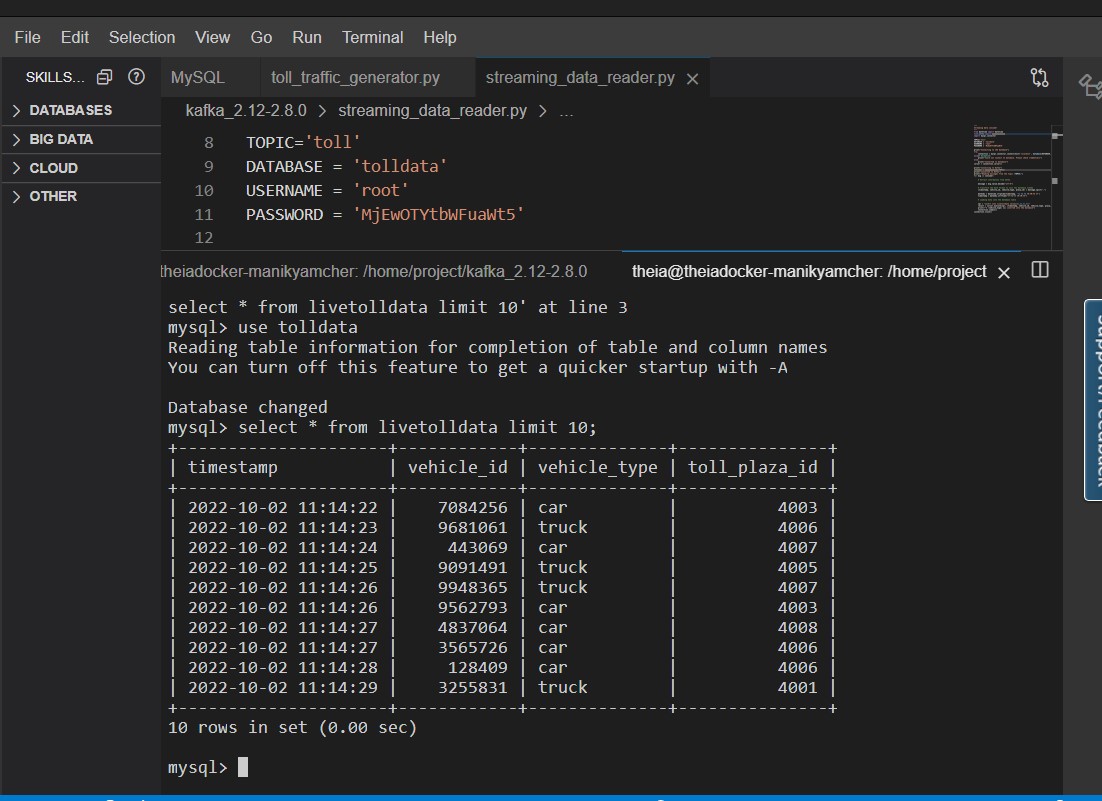 File Edit Selection View Go Run Terminal Help
SKILLS... MySQL toll_traffic_generator.py streaming_data_reader.py
DATABASES
BIG DATA
CLOUD
OTHER
kafka_2.12-2.8.0 > streaming_data_reader.py > ...
8 TOPIC='toll'
9 DATABASE = 'tolldata'
10 USERNAME = 'root'
11 PASSWORD = 'MjEwOTYtbWFuaWt5'
12
theiadocker-manikyamcher: /home/project/kafka_2.12-2.8.0 theia@theiadocker-manikyamcher: /home/project
select * from livetolldata limit 10' at line 3
mysql> use tolldata
Reading table information for completion of table and column names
You can turn off this feature to get a quicker startup with -A
Database changed
mysql> select * from livetolldata limit 10;
+---------------------+------------+--------------+---------------+
| timestamp | vehicle_id | vehicle_type | toll_plaza_id |
+---------------------+------------+--------------+---------------+
| 2022-10-02 11:14:22 | 7084256 | car | 4003 |
| 2022-10-02 11:14:23 | 9681061 | truck | 4006 |
| 2022-10-02 11:14:24 | 443069 | car | 4007 |
| 2022-10-02 11:14:25 | 9091491 | truck | 4005 |
| 2022-10-02 11:14:26 | 9948365 | truck | 4007 |
| 2022-10-02 11:14:26 | 9562793 | car | 4003 |
| 2022-10-02 11:14:27 | 4837064 | car | 4008 |
| 2022-10-02 11:14:27 | 3565726 | car | 4006 |
| 2022-10-02 11:14:28 | 128409 | car | 4006 |
| 2022-10-02 11:14:29 | 3255831 | truck | 4001 |
+---------------------+------------+--------------+---------------+
10 rows in set (0.00 sec)
mysql>
Support/Feedback